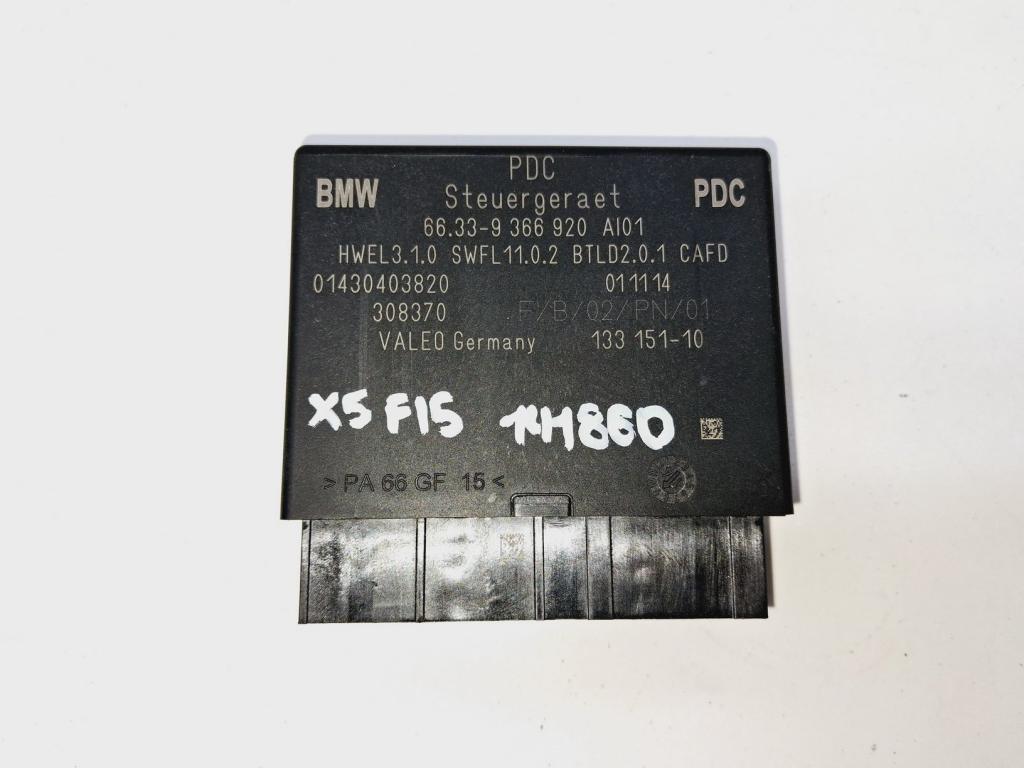 PDC
BMW Steuergeraet PDC
66.33-9 366 920 AI01
HWEL3.1.0 SWFL11.0.2 BTLD2.0.1 CAFD
01430403820 011114
308370 F/B/02/PN/01
VALEO Germany 133 151-10
X5 F15
> PA 66 GF 15 <